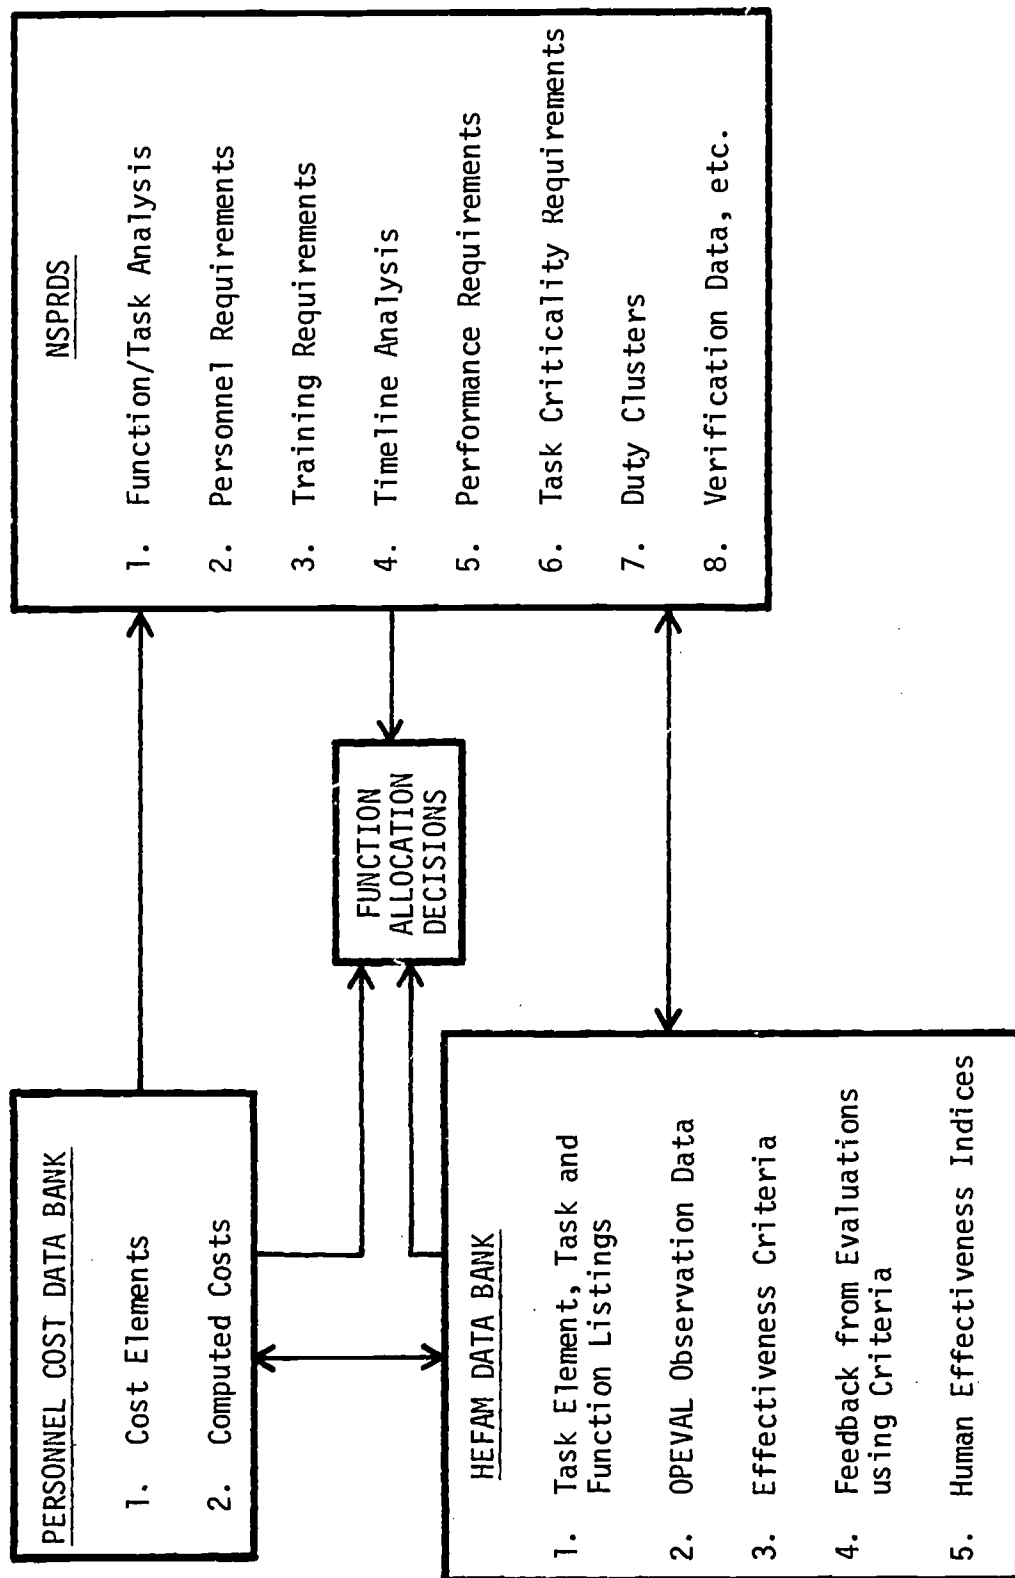 PERSONNEL COST DATA BANK
1. Cost Elements
2. Computed Costs
HEFAM DATA BANK
1. Task Element, Task and
Function Listings
2. OPEVAL Observation Data
3. Effectiveness Criteria
4. Feedback from Evaluations
using Criteria
5. Human Effectiveness Indices
FUNCTION
ALLOCATION
DECISIONS
NSPRDS
1. Function/Task Analysis
2. Personnel Requirements
3. Training Requirements
4. Timeline Analysis
5. Performance Requirements
6. Task Criticality Requirements
7. Duty Clusters
8. Verification Data, etc.